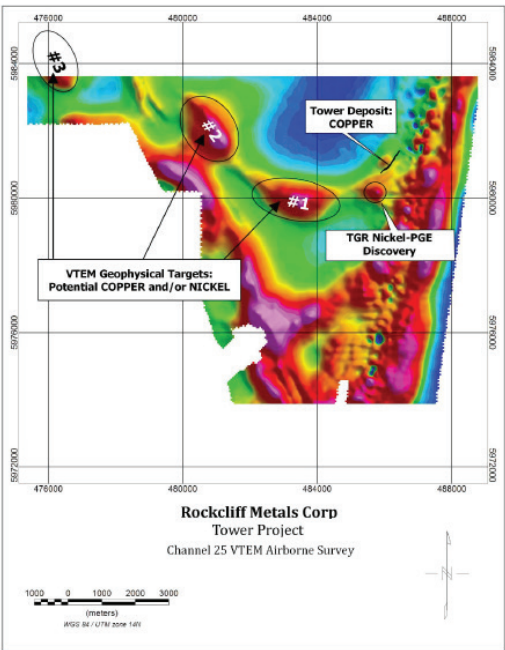 476000
480000
484000
488000
5984000
5984000
#3
Tower Deposit:
COPPER
#2
5980000
5980000
#1
TGR Nickel-PGE
Discovery
VTEM Geophysical Targets:
Potential COPPER and/or NICKEL
5976000
5976000
5972000
5972000
476000
480000
484000
488000
Rockcliff Metals Corp
Tower Project
Channel 25 VTEM Airborne Survey
N
1000 0 1000 2000 3000
(meters)
WGS 84 / UTM zone 14N